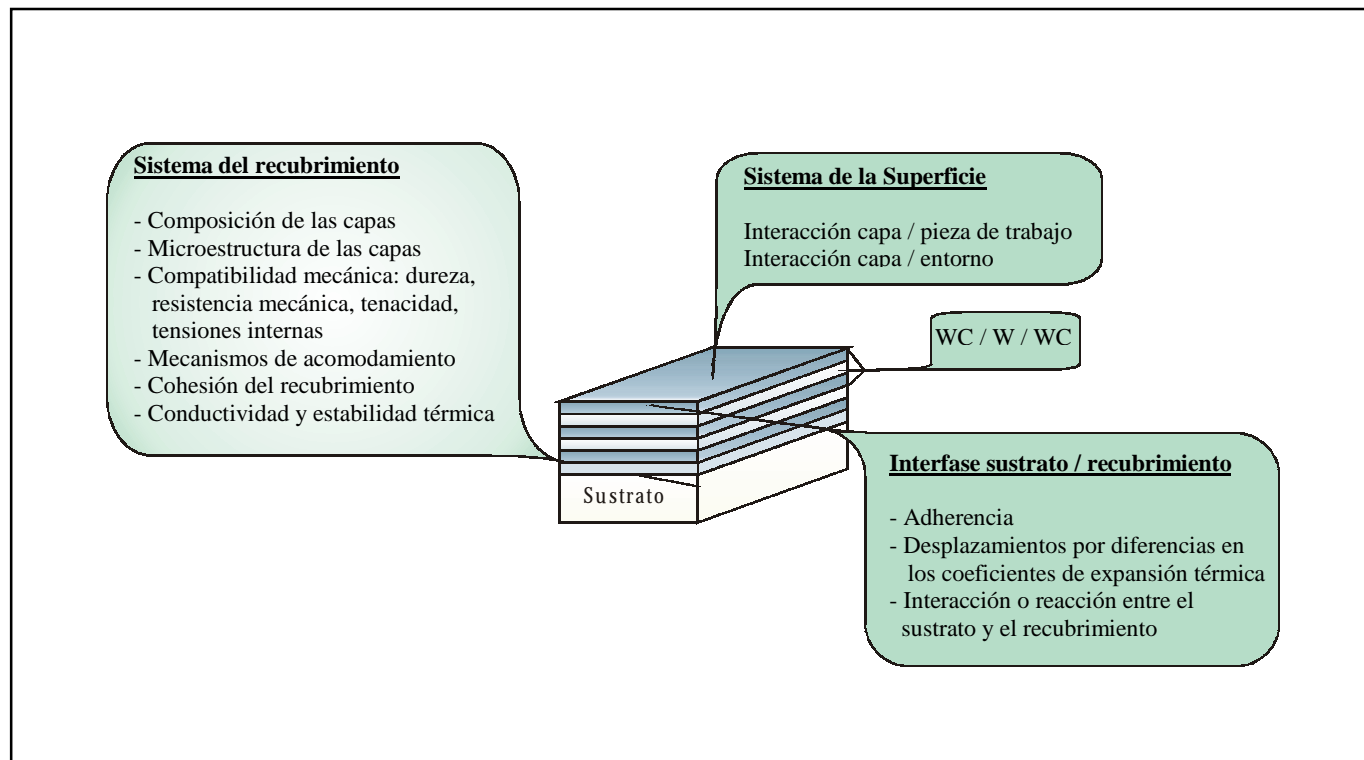 Sistema del recubrimiento
- Composición de las capas
- Microestructura de las capas
- Compatibilidad mecánica: dureza,
resistencia mecánica, tenacidad,
tensiones internas
- Mecanismos de acomodamiento
- Cohesión del recubrimiento
- Conductividad y estabilidad térmica
Sistema de la Superficie
Interacción capa / pieza de trabajo
Interacción capa / entorno
WC / W / WC
Sustrato
Interfase sustrato / recubrimiento
- Adherencia
- Desplazamientos por diferencias en
los coeficientes de expansión térmica
- Interacción o reacción entre el
sustrato y el recubrimiento